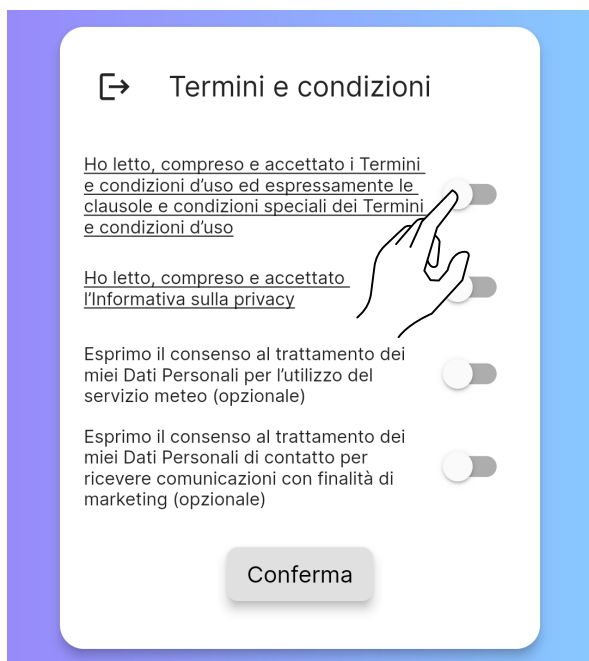 Termini e condizioni
Ho letto, compreso e accettato i Termini
e condizioni d'uso ed espressamente le
clausole e condizioni speciali dei Termini
e condizioni d'uso
Ho letto, compreso e accettato
l'Informativa sulla privacy
Esprimo il consenso al trattamento dei
miei Dati Personali per l'utilizzo del
servizio meteo (opzionale)
Esprimo il consenso al trattamento dei
miei Dati Personali di contatto per
ricevere comunicazioni con finalità di
marketing (opzionale)
Conferma